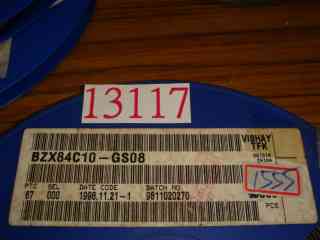 13117
VISHAY
TFK
BZX84C10-GS08
1555
PTC SEL DATE CODE BATCH NO
67 000 1998.11.21-1 9811020270
PCS